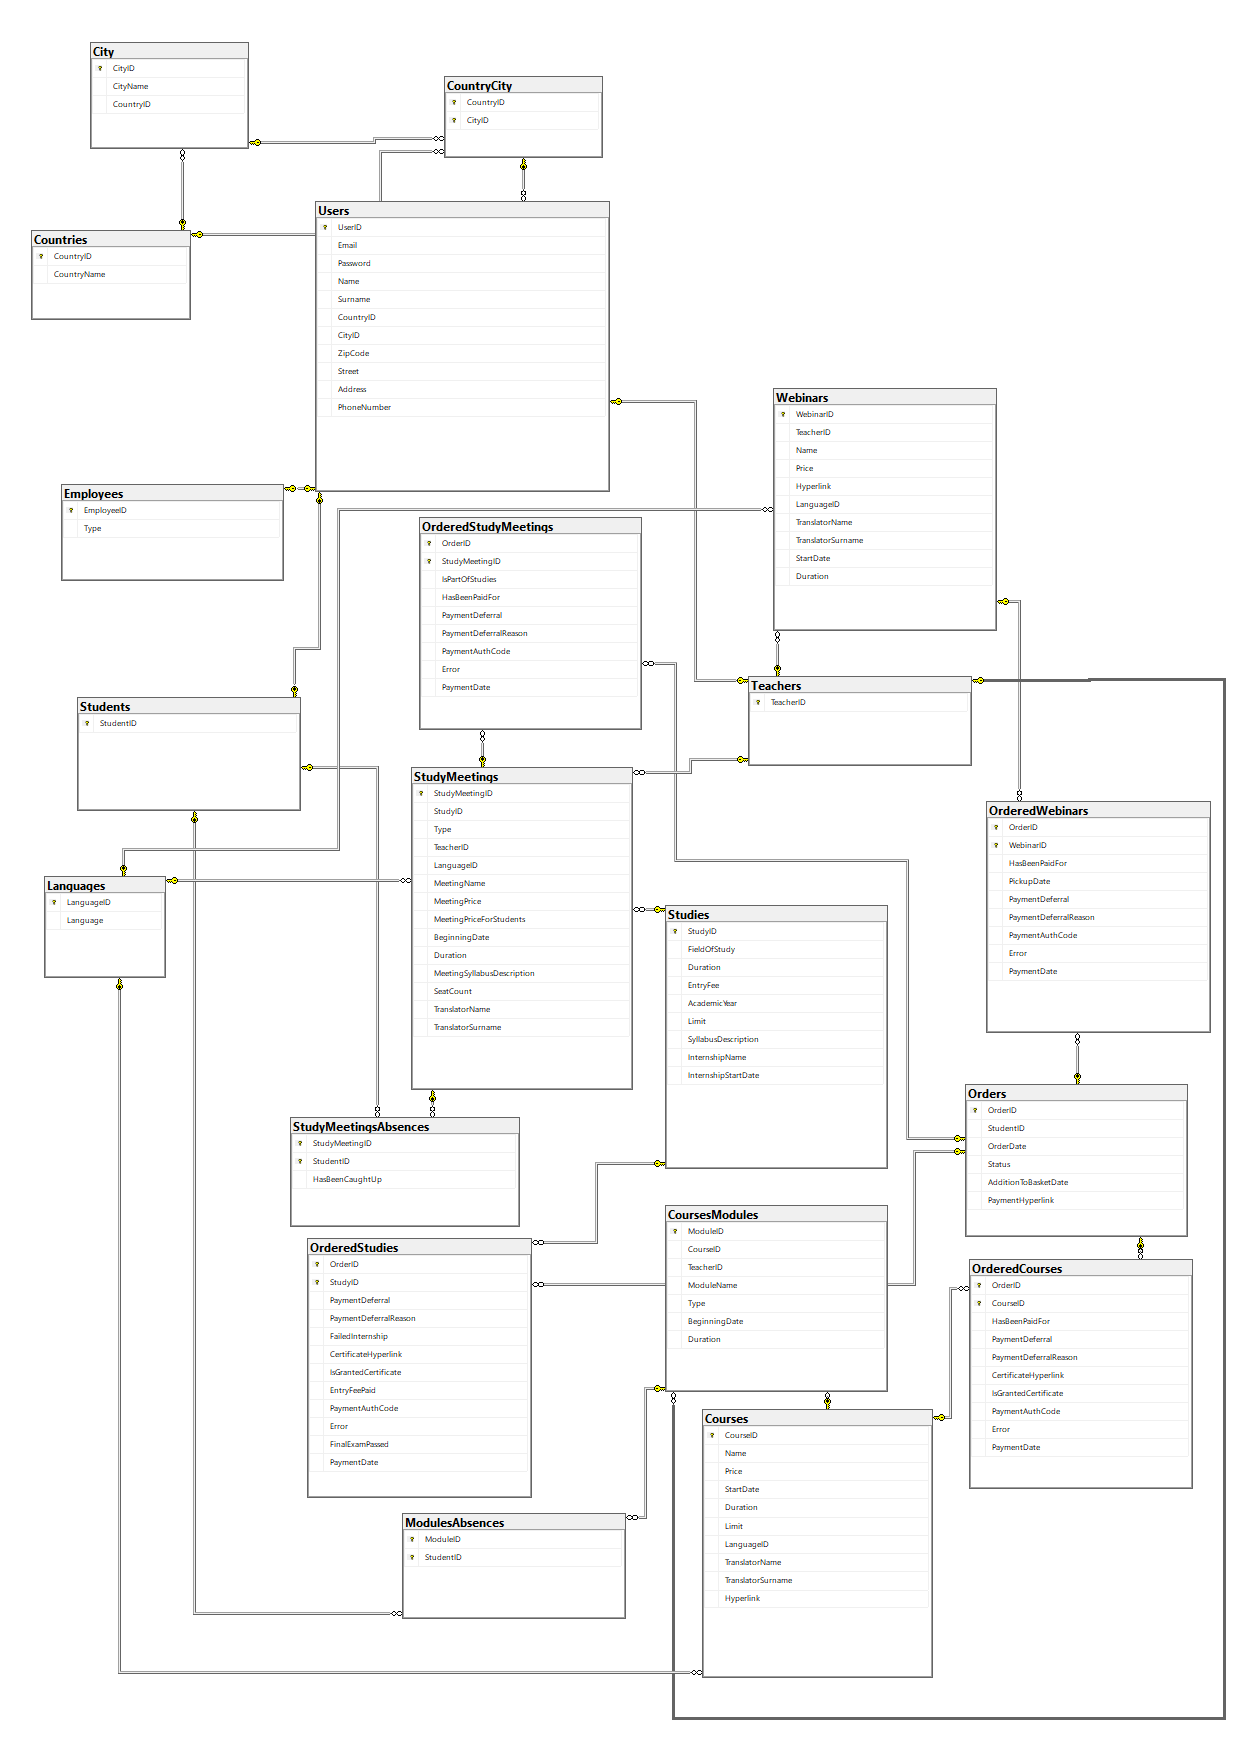 City
CityID
CityName
CountryID
CountryCity
CountryID
CityID
Users
UserID
Email
Password
Name
Surname
CountryID
CityID
ZipCode
Street
Address
PhoneNumber
Countries
CountryID
CountryName
Webinars
WebinarID
TeacherID
Name
Price
Hyperlink
LanguageID
TranslatorName
TranslatorSurname
StartDate
Duration
Employees
EmployeeID
Type
OrderedStudyMeetings
OrderID
StudyMeetingID
IsPartOfStudies
HasBeenPaidFor
PaymentDeferral
PaymentDeferralReason
PaymentAuthCode
Error
PaymentDate
Teachers
TeacherID
Students
StudentID
StudyMeetings
StudyMeetingID
StudyID
Type
TeacherID
LanguageID
MeetingName
MeetingPrice
MeetingPriceForStudents
BeginningDate
Duration
MeetingSyllabusDescription
SeatCount
TranslatorName
TranslatorSurname
OrderedWebinars
OrderID
WebinarID
HasBeenPaidFor
PickupDate
PaymentDeferral
PaymentDeferralReason
PaymentAuthCode
Error
PaymentDate
Languages
LanguageID
Language
Studies
StudyID
FieldOfStudy
Duration
EntryFee
AcademicYear
Limit
SyllabusDescription
InternshipName
InternshipStartDate
Orders
OrderID
StudentID
OrderDate
Status
AdditionToBasketDate
PaymentHyperlink
StudyMeetingsAbsences
StudyMeetingID
StudentID
HasBeenCaughtUp
CoursesModules
ModuleID
CourseID
TeacherID
ModuleName
Type
BeginningDate
Duration
OrderedStudies
OrderID
StudyID
PaymentDeferral
PaymentDeferralReason
FailedInternship
CertificateHyperlink
IsGrantedCertificate
EntryFeePaid
PaymentAuthCode
Error
FinalExamPassed
PaymentDate
OrderedCourses
OrderID
CourseID
HasBeenPaidFor
PaymentDeferral
PaymentDeferralReason
CertificateHyperlink
IsGrantedCertificate
PaymentAuthCode
Error
PaymentDate
Courses
CourseID
Name
Price
StartDate
Duration
Limit
LanguageID
TranslatorName
TranslatorSurname
Hyperlink
ModulesAbsences
ModuleID
StudentID